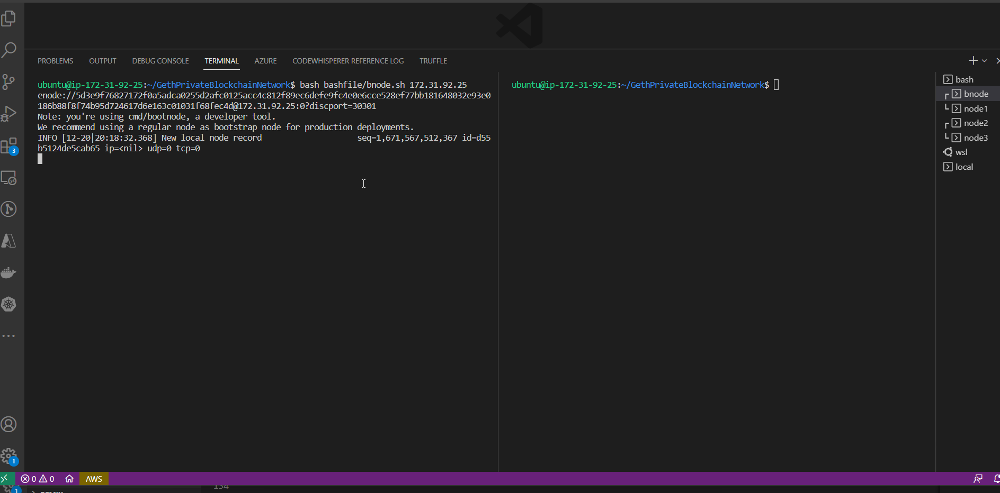 PROBLEMS OUTPUT DEBUG CONSOLE TERMINAL AZURE CODEWHISPERER REFERENCE LOG TRUFFLE
ubuntu@ip-172-31-92-25:~/GethPrivateBlockchainNetwork$ bash bashfile/bnode.sh 172.31.92.25
enode://5d3e9f76827172f0a5adca0255d2afc0125acc4c812f89ec6defe9fc4e0e6cce528ef77bb181648032e93e0
186b88f8f74b95d724617d6e163c01031f68fec4d@172.31.92.25:0?discport=30301
Note: you're using cmd/bootnode, a developer tool.
We recommend using a regular node as bootstrap node for production deployments.
INFO [12-20|20:18:32.368] New local node record seq=1,671,567,512,367 id=d55
b5124de5cab65 ip=<nil> udp=0 tcp=0
ubuntu@ip-172-31-92-25:~/GethPrivateBlockchainNetwork$
bash
bnode
node1
node2
node3
wsl
local
3
1
0 0 AWS
1
134